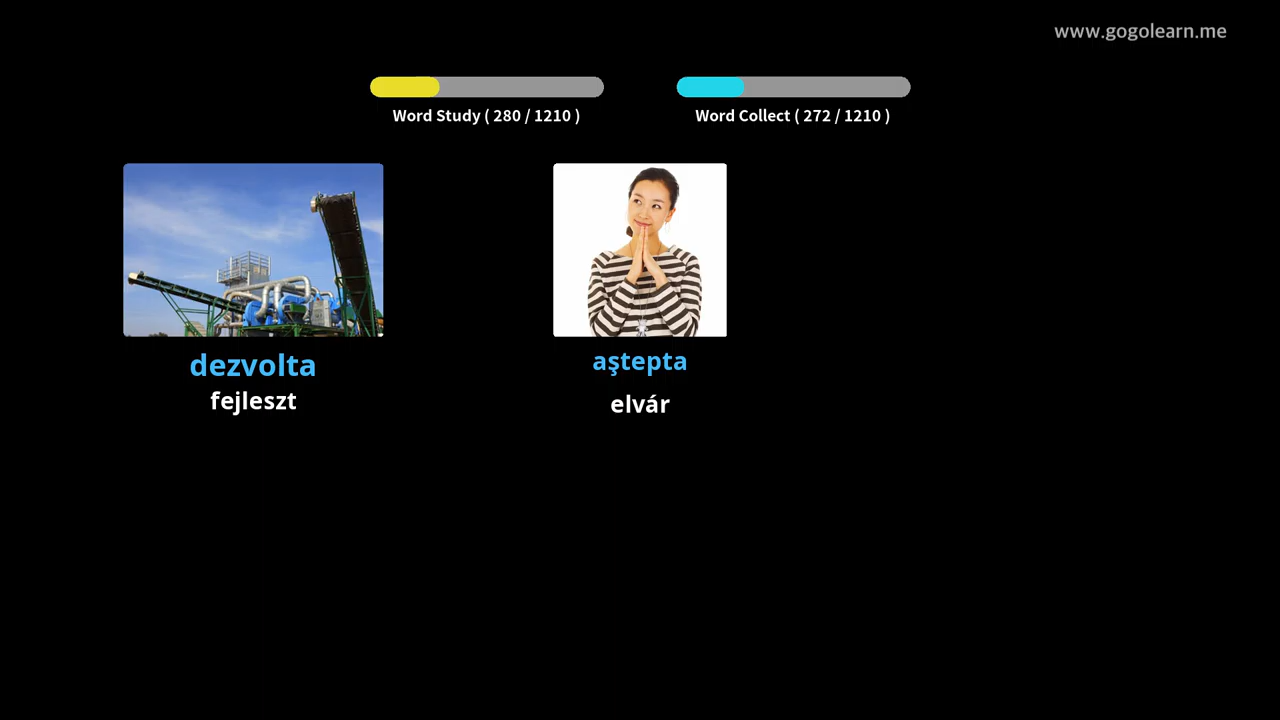 www.gogolearn.me
Word Study ( 280 / 1210 )
Word Collect ( 272 / 1210 )
dezvolta
fejleszt
aştepta
elvár